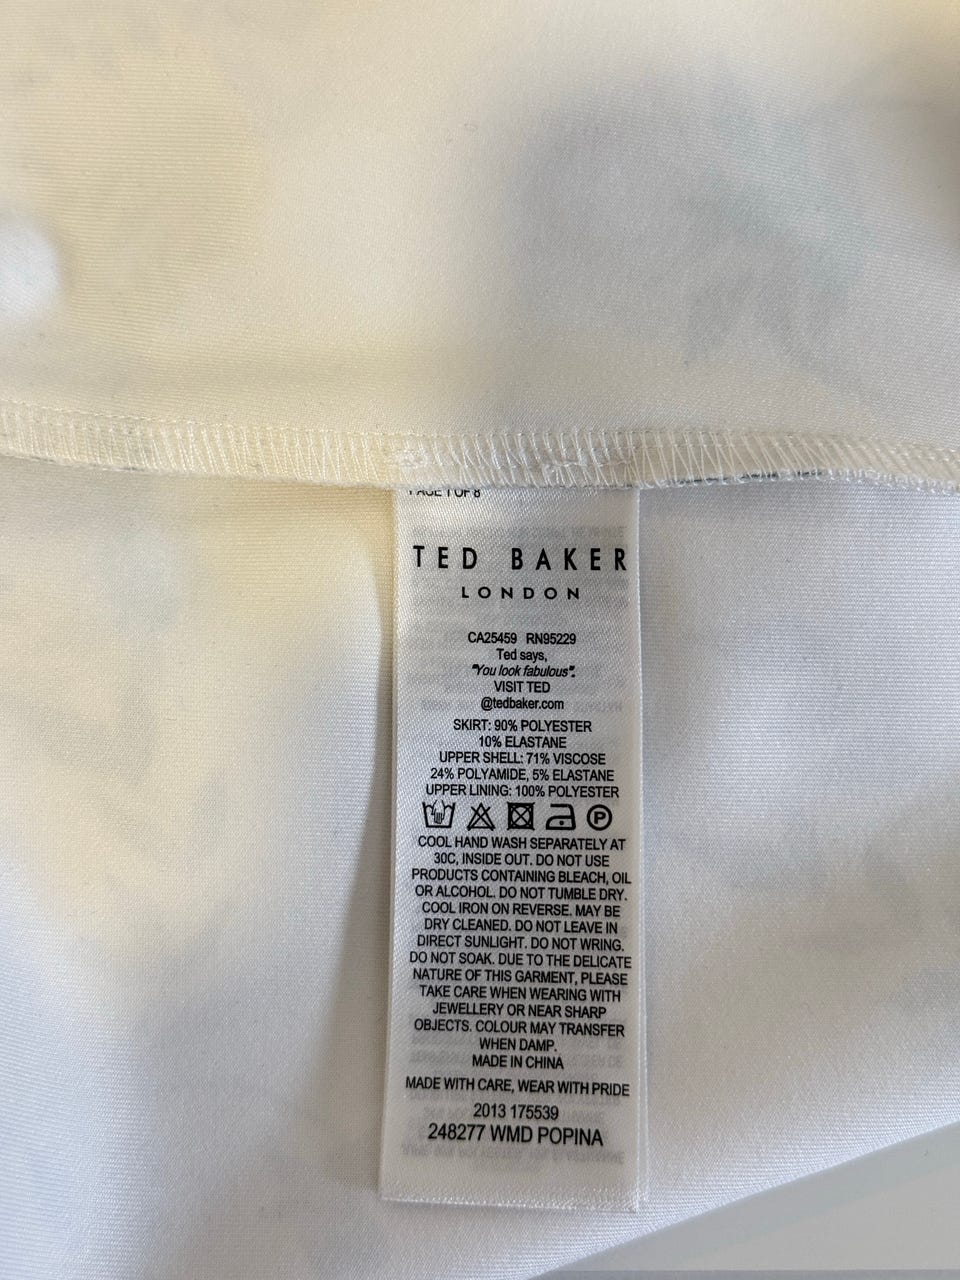 PAGE 1 OF 8
TED BAKER
LONDON
CA25459 RN95229
Ted says,
"You look fabulous".
VISIT TED
@tedbaker.com
SKIRT: 90% POLYESTER
10% ELASTANE
UPPER SHELL: 71% VISCOSE
24% POLYAMIDE, 5% ELASTANE
UPPER LINING: 100% POLYESTER
P
COOL HAND WASH SEPARATELY AT
30C, INSIDE OUT. DO NOT USE
PRODUCTS CONTAINING BLEACH, OIL
OR ALCOHOL. DO NOT TUMBLE DRY.
COOL IRON ON REVERSE. MAY BE
DRY CLEANED. DO NOT LEAVE IN
DIRECT SUNLIGHT. DO NOT WRING.
DO NOT SOAK. DUE TO THE DELICATE
NATURE OF THIS GARMENT, PLEASE
TAKE CARE WHEN WEARING WITH
JEWELLERY OR NEAR SHARP
OBJECTS. COLOUR MAY TRANSFER
WHEN DAMP.
MADE IN CHINA
MADE WITH CARE, WEAR WITH PRIDE
2013 175539
248277 WMD POPINA